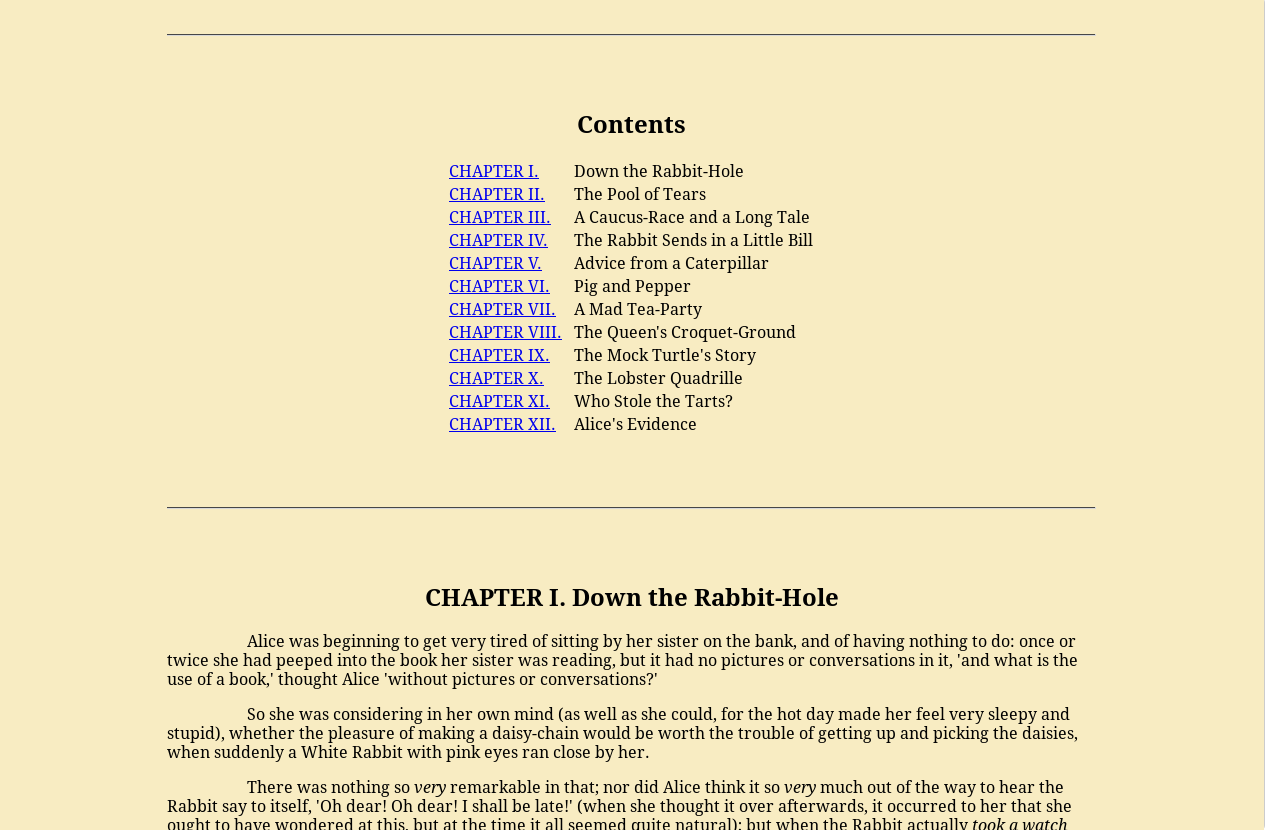 Contents
CHAPTER I. Down the Rabbit-Hole
CHAPTER II. The Pool of Tears
CHAPTER III. A Caucus-Race and a Long Tale
CHAPTER IV. The Rabbit Sends in a Little Bill
CHAPTER V. Advice from a Caterpillar
CHAPTER VI. Pig and Pepper
CHAPTER VII. A Mad Tea-Party
CHAPTER VIII. The Queen's Croquet-Ground
CHAPTER IX. The Mock Turtle's Story
CHAPTER X. The Lobster Quadrille
CHAPTER XI. Who Stole the Tarts?
CHAPTER XII. Alice's Evidence
CHAPTER I. Down the Rabbit-Hole
Alice was beginning to get very tired of sitting by her sister on the bank, and of having nothing to do: once or
twice she had peeped into the book her sister was reading, but it had no pictures or conversations in it, 'and what is the
use of a book,' thought Alice 'without pictures or conversations?'
So she was considering in her own mind (as well as she could, for the hot day made her feel very sleepy and
stupid), whether the pleasure of making a daisy-chain would be worth the trouble of getting up and picking the daisies,
when suddenly a White Rabbit with pink eyes ran close by her.
There was nothing so very remarkable in that; nor did Alice think it so very much out of the way to hear the
Rabbit say to itself, 'Oh dear! Oh dear! I shall be late!' (when she thought it over afterwards, it occurred to her that she
ought to have wondered at this, but at the time it all seemed quite natural); but when the Rabbit actually took a watch